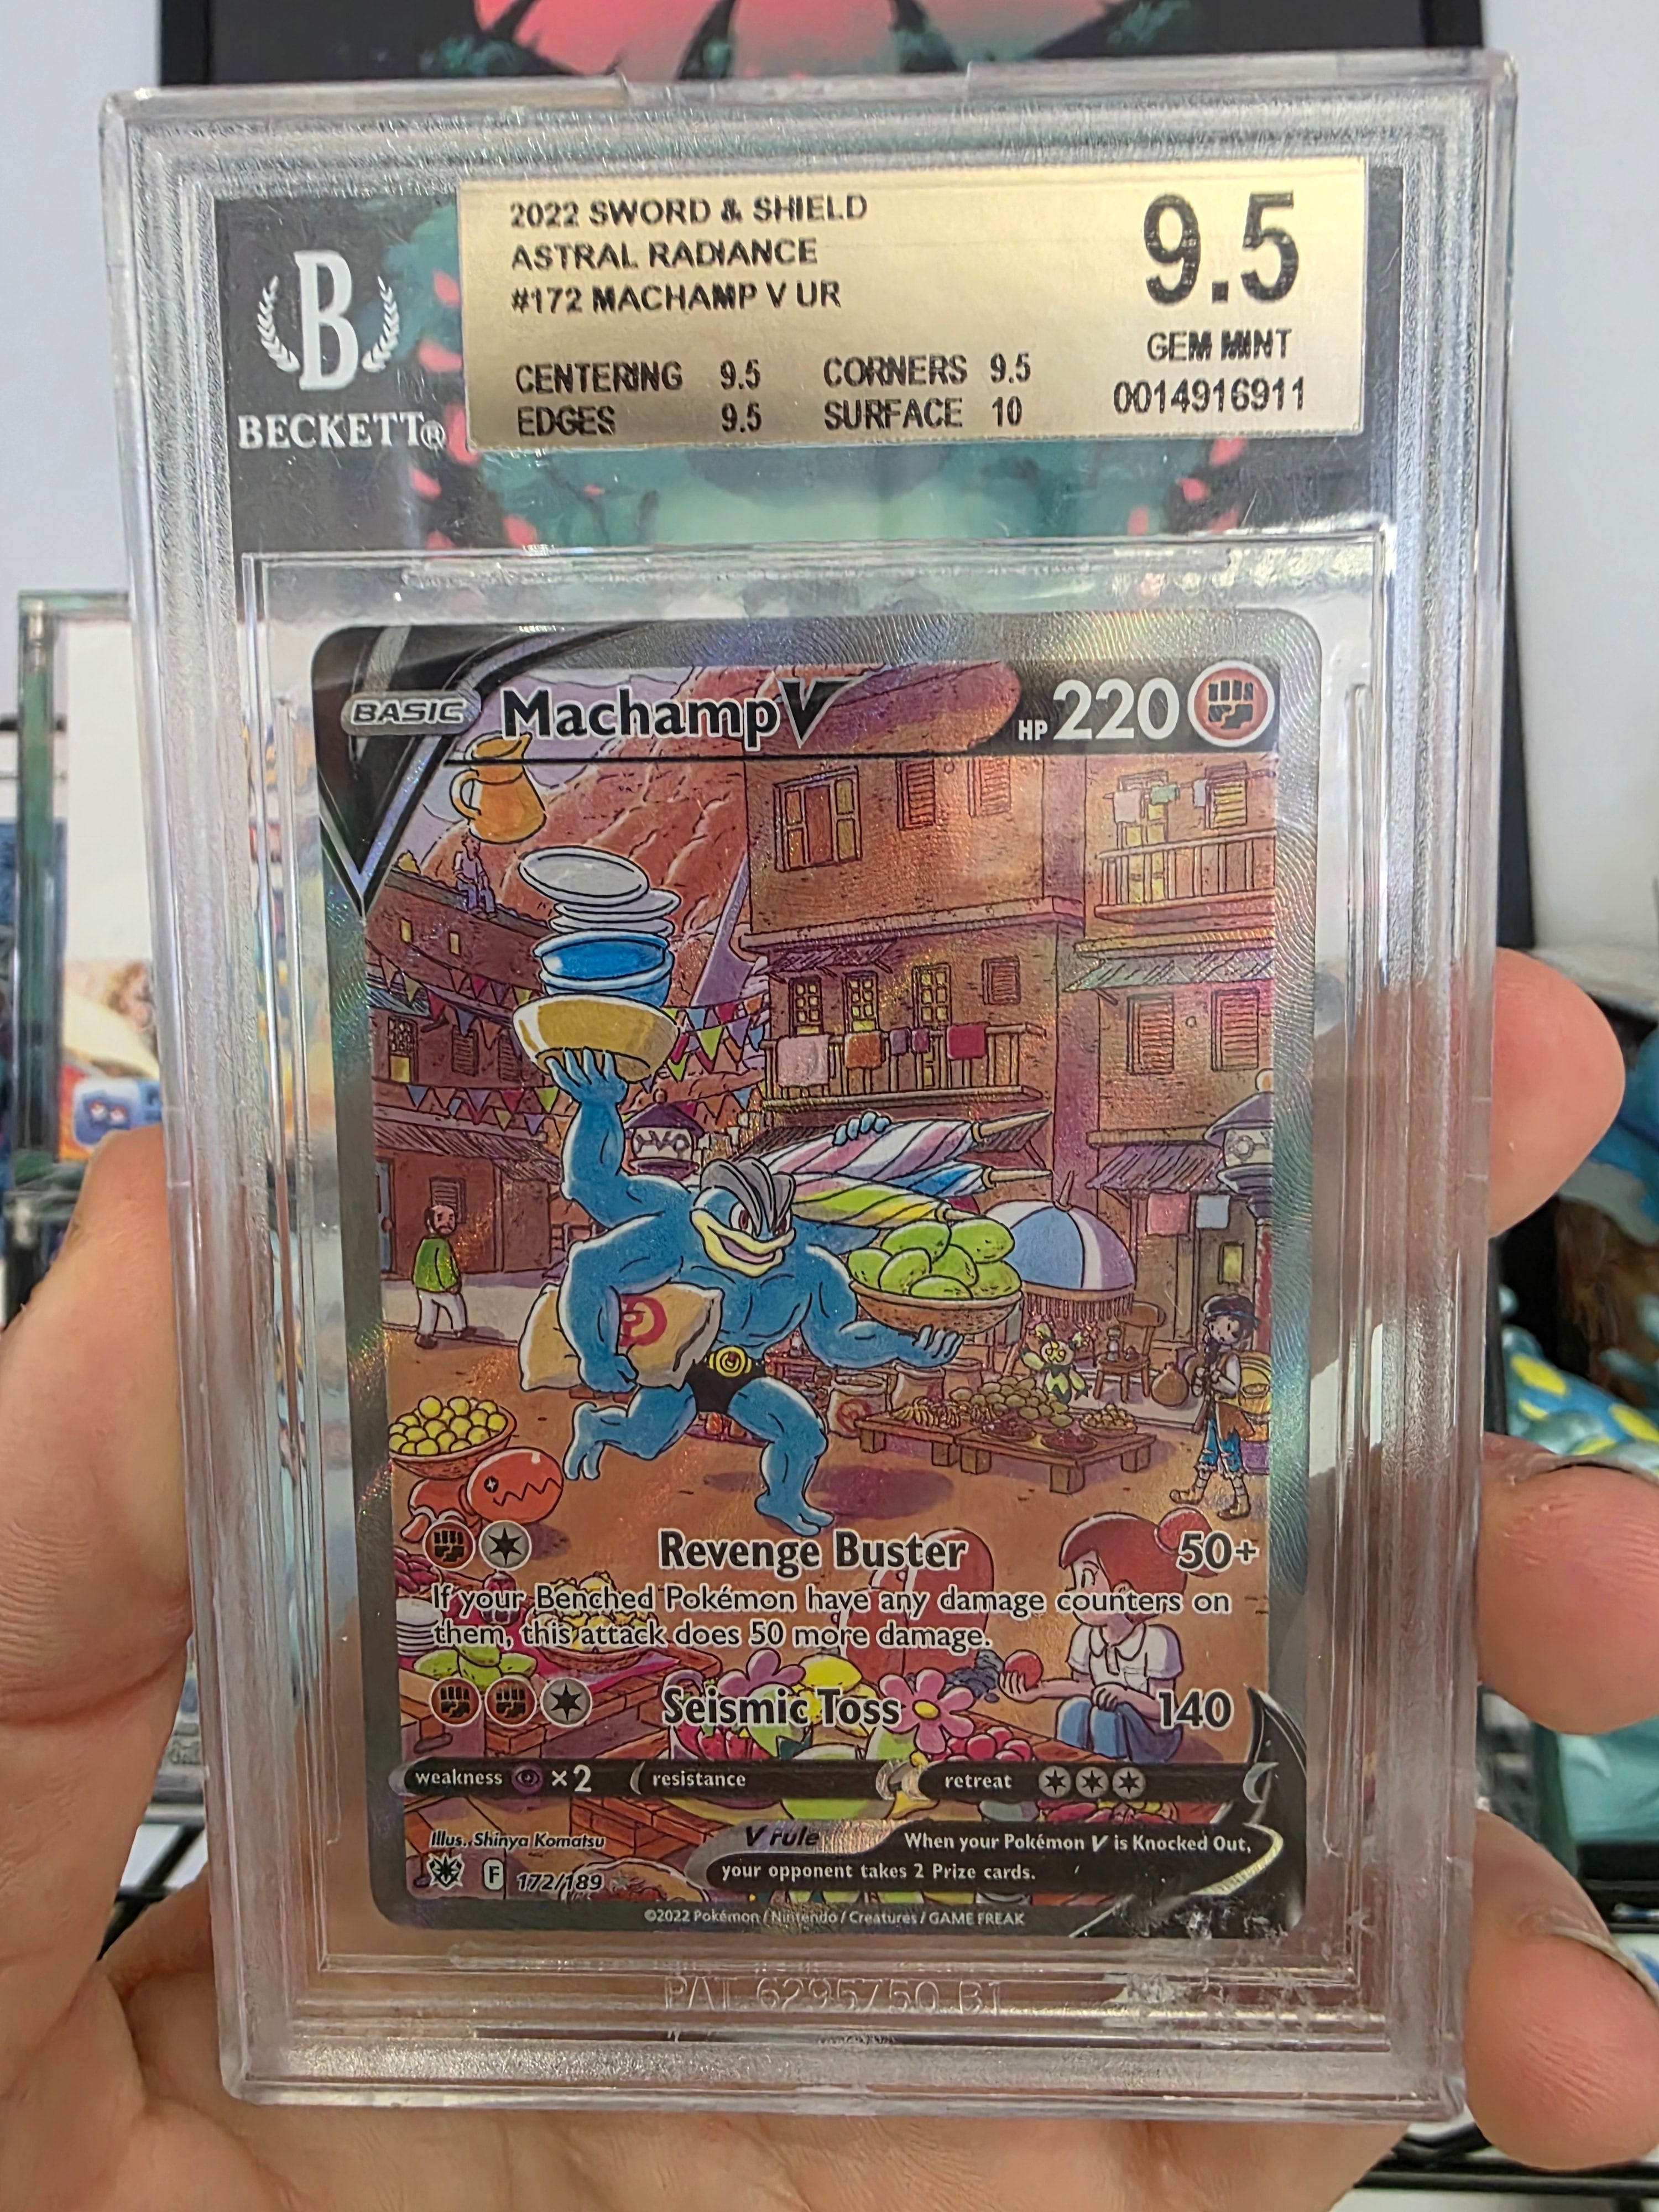 2022 SWORD & SHIELD
ASTRAL RADIANCE
#172 MACHAMP V UR
9.5
GEM MINT
0014916911
CENTERING 9.5 CORNERS 9.5
EDGES 9.5 SURFACE 10
B
BECKETT®
BASIC Machamp V HP 220
Revenge Buster 50+
If your Benched Pokémon have any damage counters on
them, this attack does 50 more damage.
Seismic Toss 140
weakness ×2 resistance retreat
Illus. Shinya Komatsu
V rule When your Pokémon V is Knocked Out,
your opponent takes 2 Prize cards.
F 172/189
©2022 Pokémon / Nintendo / Creatures / GAME FREAK
PAT 6295750 B1